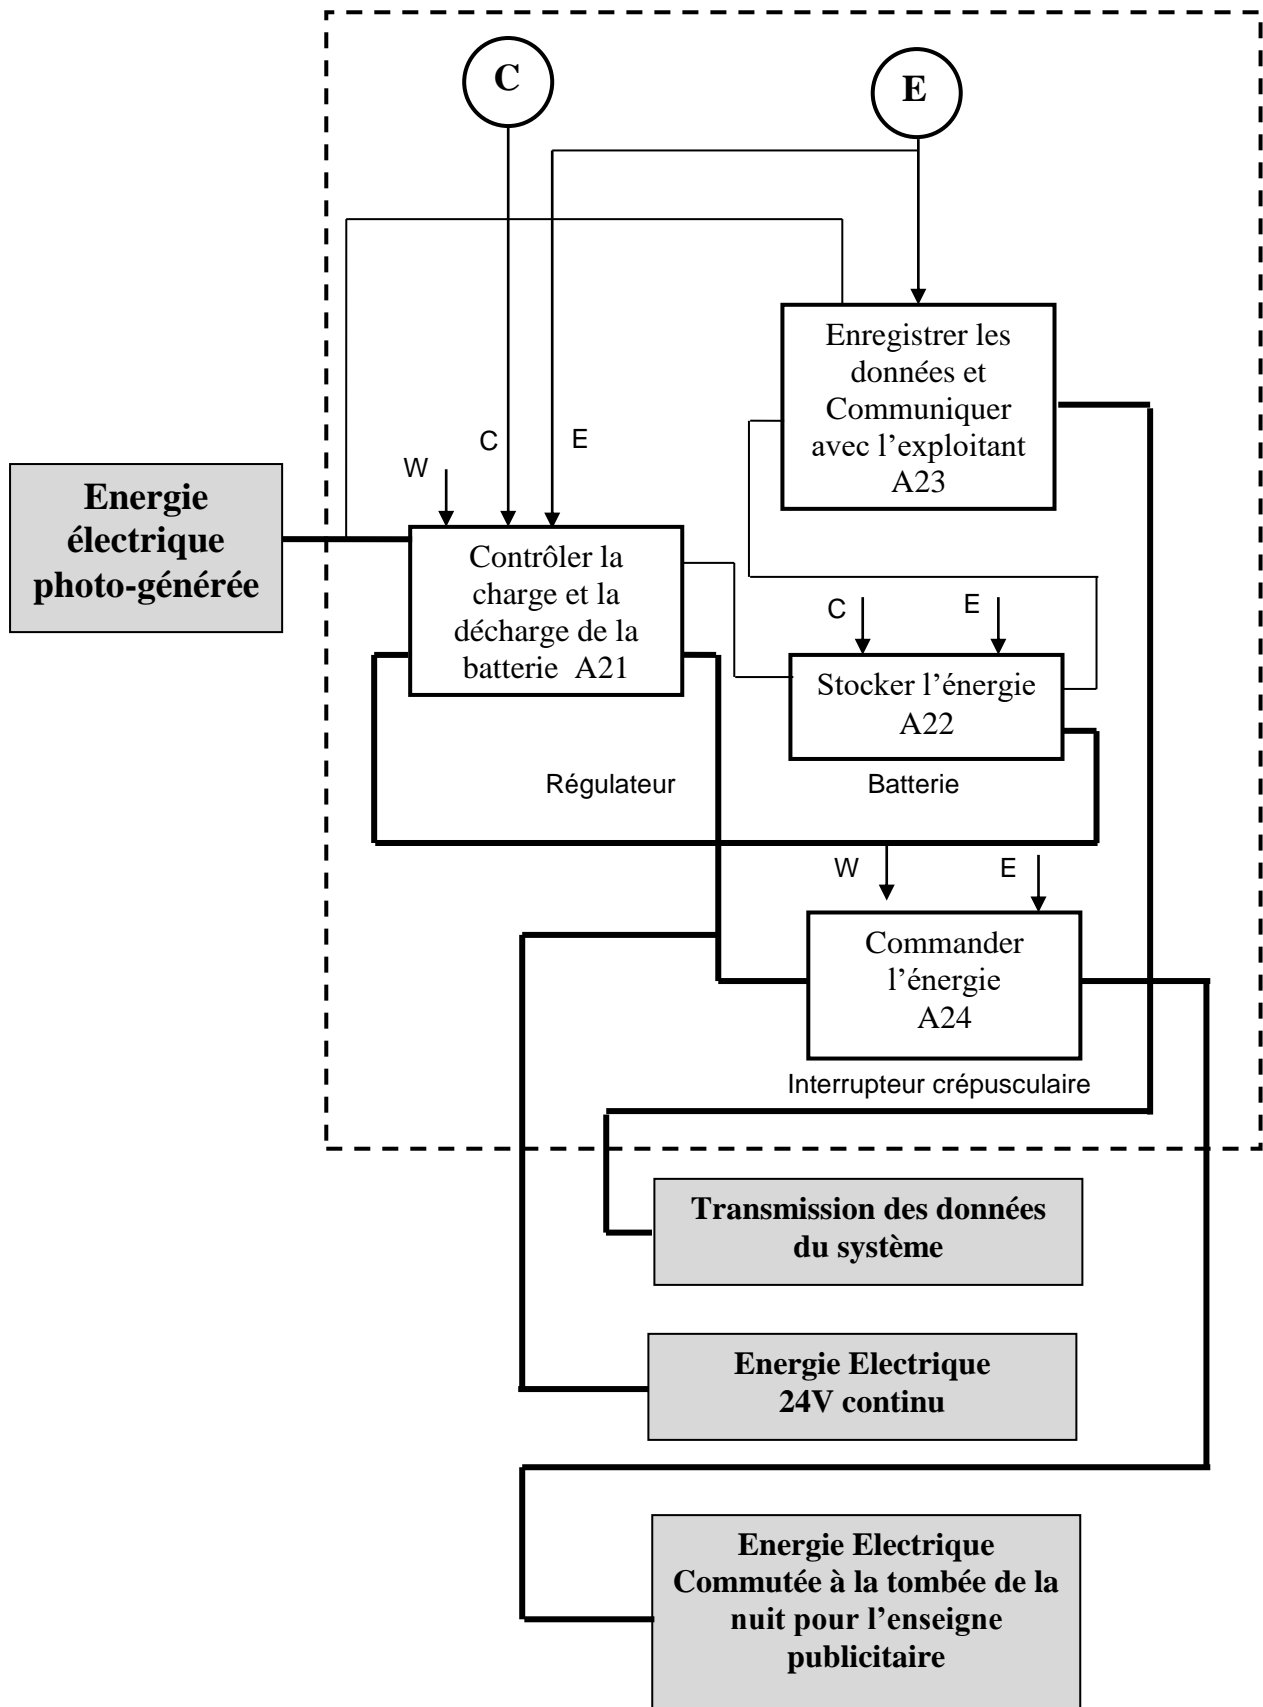 C
E
Enregistrer les
données et
Communiquer
avec l’exploitant
A23
C
E
W
Energie
électrique
photo-générée
Contrôler la
charge et la
décharge de la
batterie A21
C
E
Stocker l’énergie
A22
Régulateur
Batterie
W
E
Commander
l’énergie
A24
Interrupteur crépusculaire
Transmission des données
du système
Energie Electrique
24V continu
Energie Electrique
Commutée à la tombée de la
nuit pour l’enseigne
publicitaire